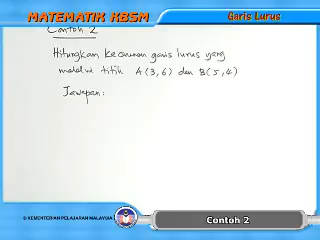 MATEMATIK KBSM
Garis Lurus
Contoh 2
Hitungkan kecerunan garis lurus yang
melalui titik A (3,6) dan B (5,4)
Jawapan:
© KEMENTERIAN PELAJARAN MALAYSIA
Contoh 2